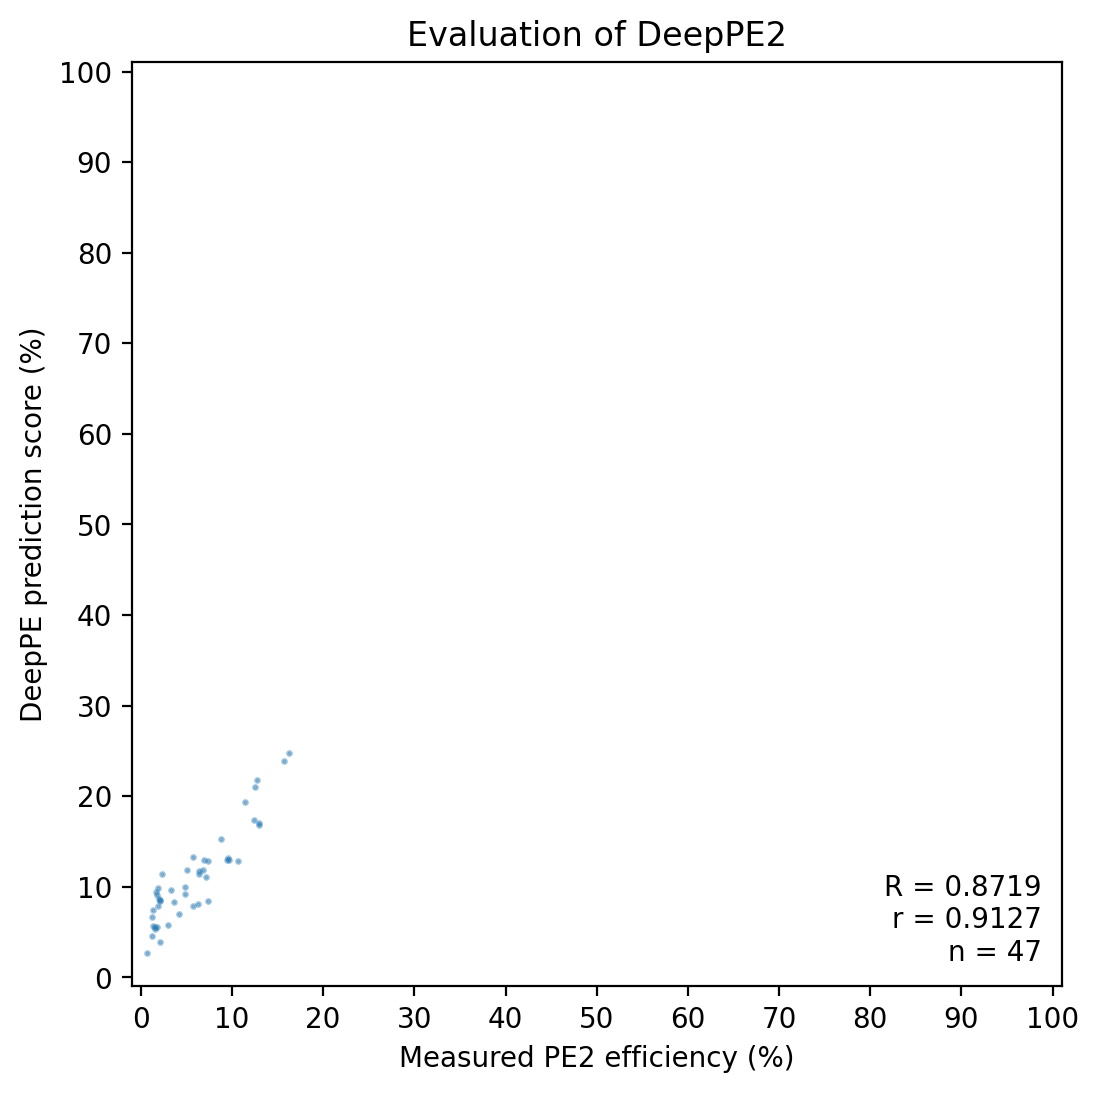 Evaluation of DeepPE2
100
90
80
70
60
50
40
30
20
10
0
DeepPE prediction score (%)
R = 0.8719
r = 0.9127
n = 47
0 10 20 30 40 50 60 70 80 90 100
Measured PE2 efficiency (%)